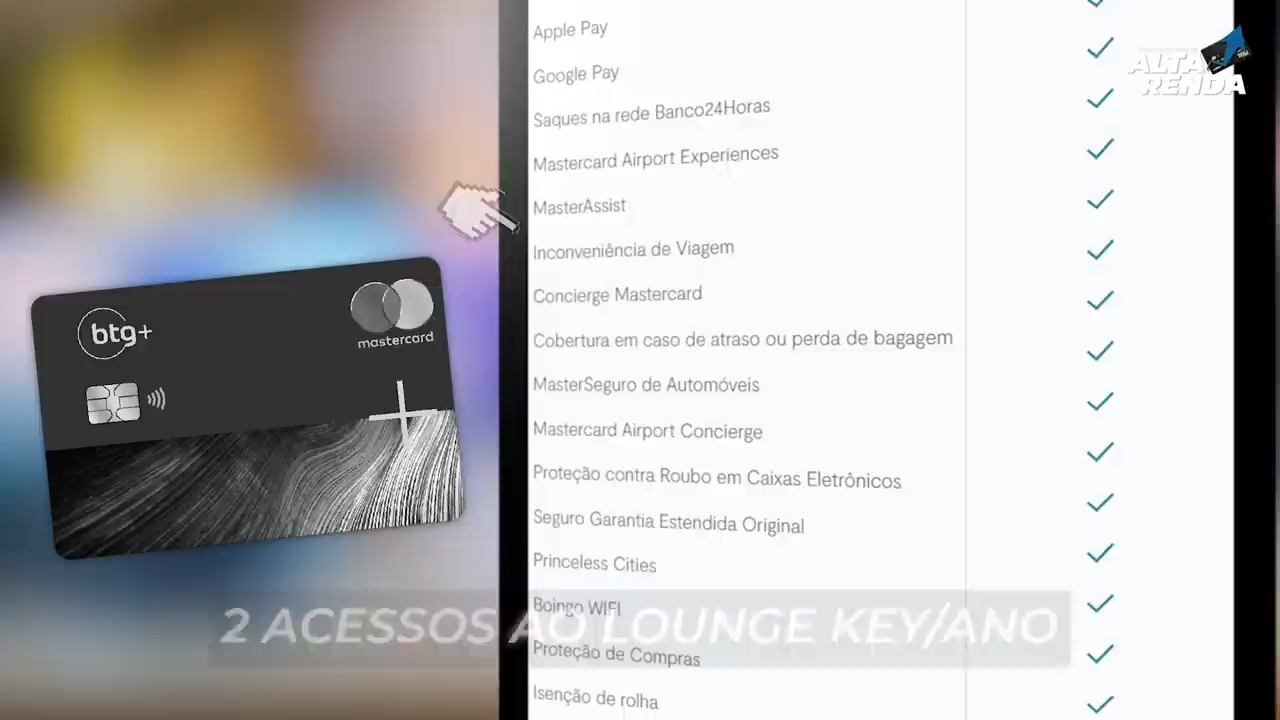 Apple Pay
Google Pay
Saques na rede Banco24Horas
Mastercard Airport Experiences
MasterAssist
Inconveniência de Viagem
Concierge Mastercard
Cobertura em caso de atraso ou perda de bagagem
MasterSeguro de Automóveis
Mastercard Airport Concierge
Proteção contra Roubo em Caixas Eletrônicos
Seguro Garantia Estendida Original
Princeless Cities
Boingo WIFI
Proteção de Compras
Isenção de rolha
btg+
mastercard
2 ACESSOS AO LOUNGE KEY/ANO
ALTA
RENDA